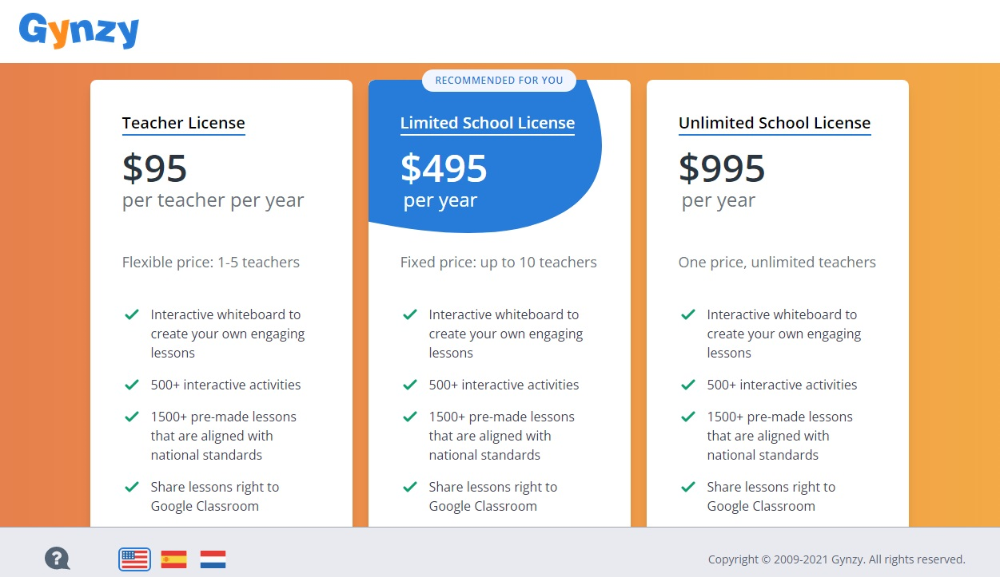 Gynzy
RECOMMENDED FOR YOU
Teacher License
$95
per teacher per year
Flexible price: 1-5 teachers
Interactive whiteboard to
create your own engaging
lessons
500+ interactive activities
1500+ pre-made lessons
that are aligned with
national standards
Share lessons right to
Google Classroom
Limited School License
$495
per year
Fixed price: up to 10 teachers
Interactive whiteboard to
create your own engaging
lessons
500+ interactive activities
1500+ pre-made lessons
that are aligned with
national standards
Share lessons right to
Google Classroom
Unlimited School License
$995
per year
One price, unlimited teachers
Interactive whiteboard to
create your own engaging
lessons
500+ interactive activities
1500+ pre-made lessons
that are aligned with
national standards
Share lessons right to
Google Classroom
?
Copyright © 2009-2021 Gynzy. All rights reserved.